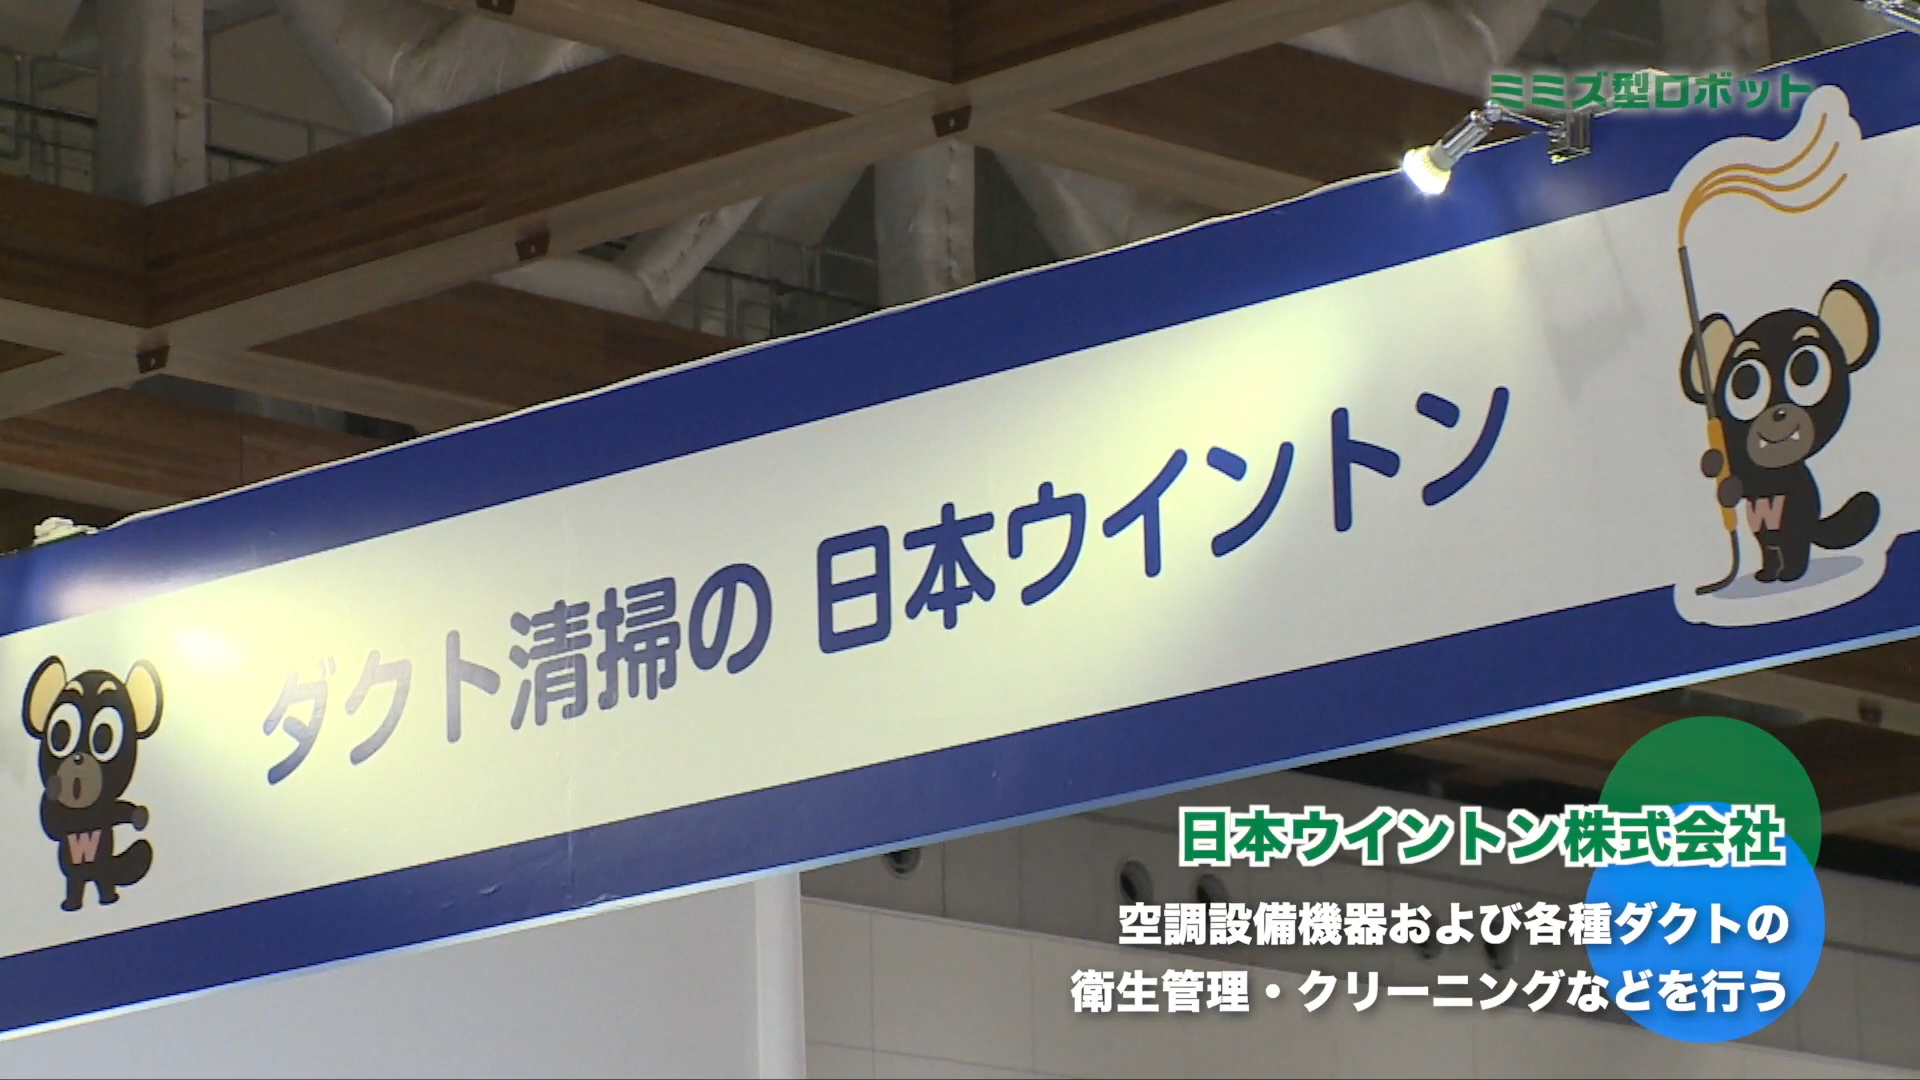 ミミズ型ロボット
ダクト清掃の 日本ウイントン
W
W
日本ウイントン株式会社
空調設備機器および各種ダクトの
衛生管理・クリーニングなどを行う